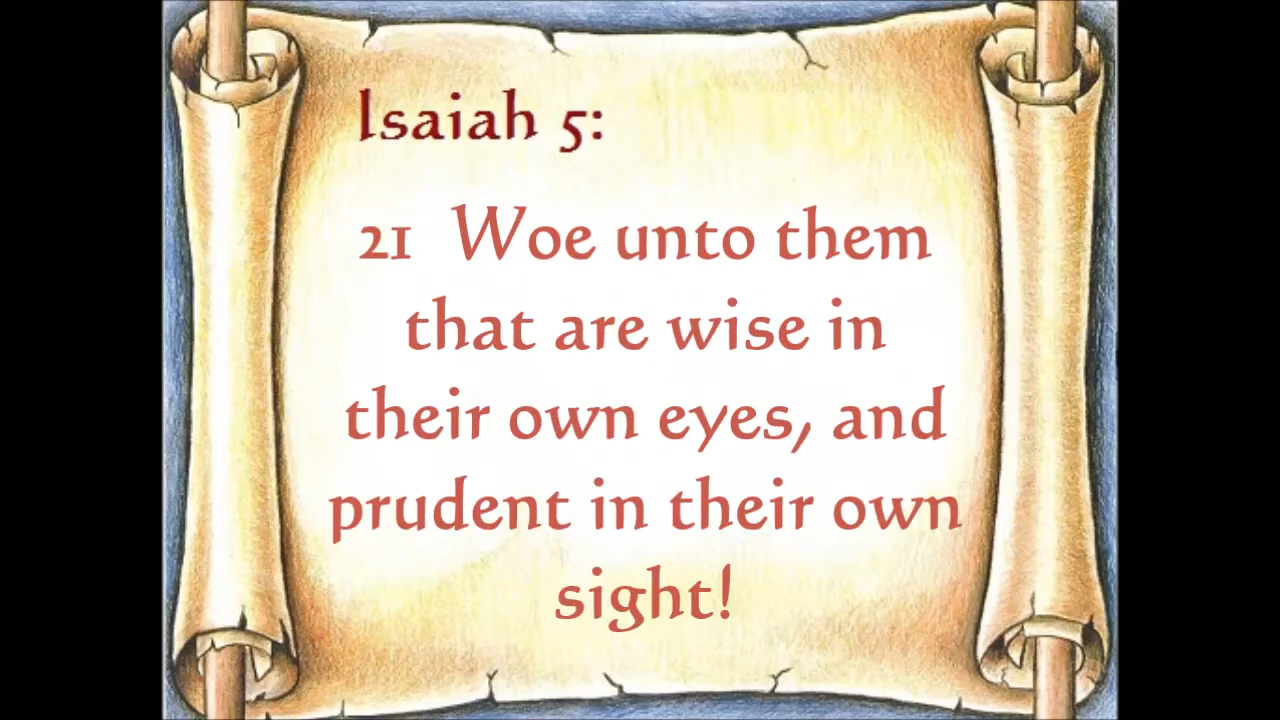 Isaiah 5:
21 Woe unto them
that are wise in
their own eyes, and
prudent in their own
sight!